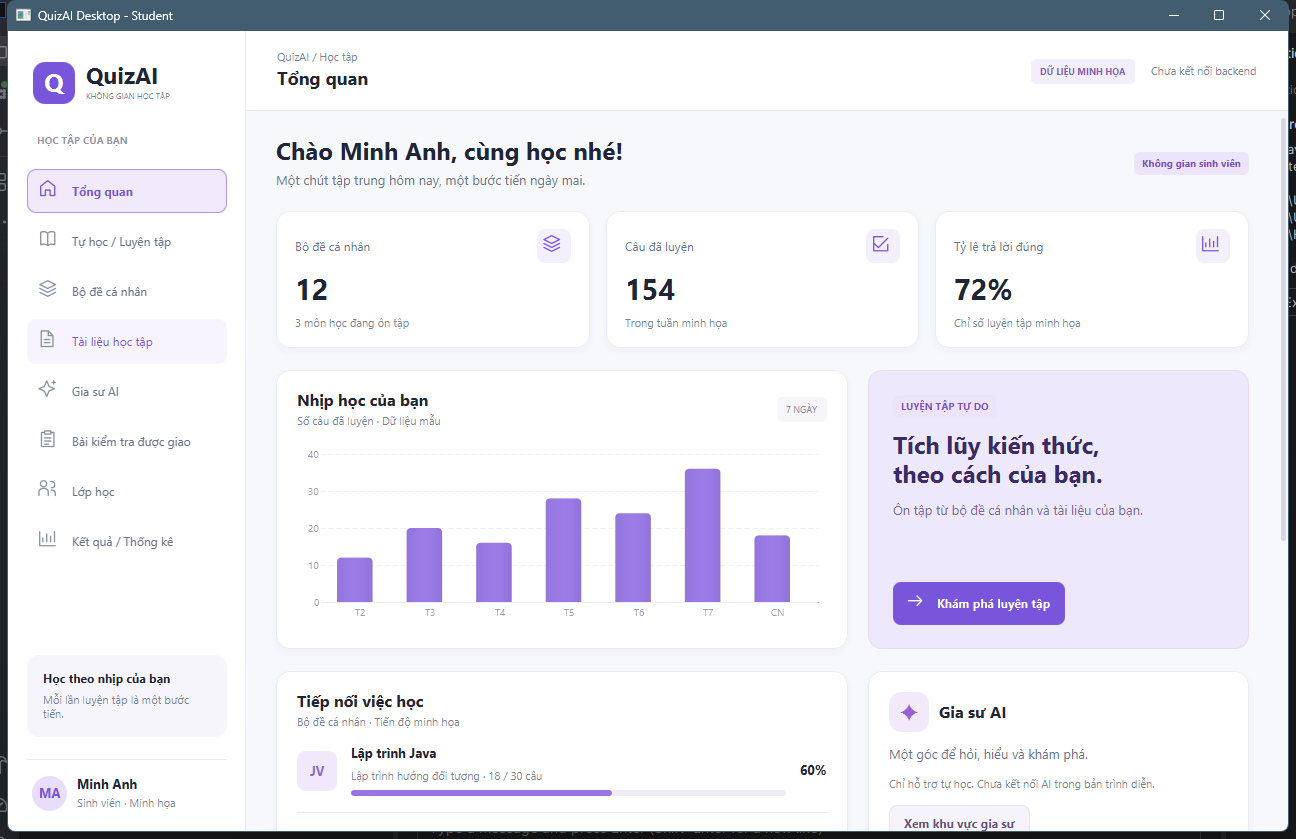 QuizAI Desktop - Student
Q
QuizAI
KHÔNG GIAN HỌC TẬP
HỌC TẬP CỦA BẠN
Tổng quan
Tự học / Luyện tập
Bộ đề cá nhân
Tài liệu học tập
Gia sư AI
Bài kiểm tra được giao
Lớp học
Kết quả / Thống kê
Học theo nhịp của bạn
Mỗi lần luyện tập là một bước
tiến.
MA
Minh Anh
Sinh viên · Minh họa
QuizAI / Học tập
Tổng quan
DỮ LIỆU MINH HỌA
Chưa kết nối backend
Chào Minh Anh, cùng học nhé!
Một chút tập trung hôm nay, một bước tiến ngày mai.
Không gian sinh viên
Bộ đề cá nhân
12
3 môn học đang ôn tập
Câu đã luyện
154
Trong tuần minh họa
Tỷ lệ trả lời đúng
72%
Chỉ số luyện tập minh họa
Nhịp học của bạn
Số câu đã luyện · Dữ liệu mẫu
7 NGÀY
40
30
20
10
0
T2 T3 T4 T5 T6 T7 CN
LUYỆN TẬP TỰ DO
Tích lũy kiến thức,
theo cách của bạn.
Ôn tập từ bộ đề cá nhân và tài liệu của bạn.
Khám phá luyện tập
Tiếp nối việc học
Bộ đề cá nhân · Tiến độ minh họa
JV
Lập trình Java
Lập trình hướng đối tượng · 18 / 30 câu
60%
Gia sư AI
Một góc để hỏi, hiểu và khám phá.
Chỉ hỗ trợ tự học. Chưa kết nối AI trong bản trình diễn.
Xem khu vực gia sư